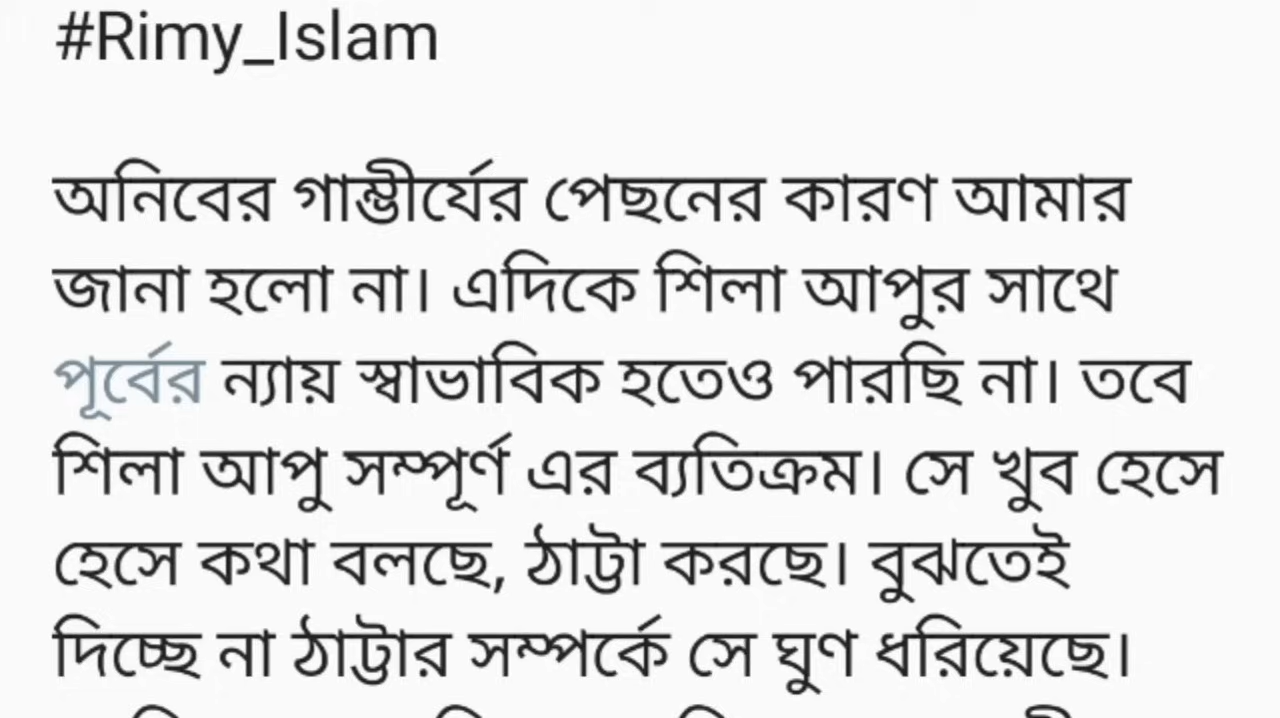 #Rimy_Islam
অনিবের গাম্ভীর্যের পেছনের কারণ আমার
জানা হলো না। এদিকে শিলা আপুর সাথে
পূর্বের ন্যায় স্বাভাবিক হতেও পারছি না। তবে
শিলা আপু সম্পূর্ণ এর ব্যতিক্রম। সে খুব হেসে
হেসে কথা বলছে, ঠাট্টা করছে। বুঝতেই
দিচ্ছে না ঠাট্টার সম্পর্কে সে ঘুণ ধরিয়েছে।